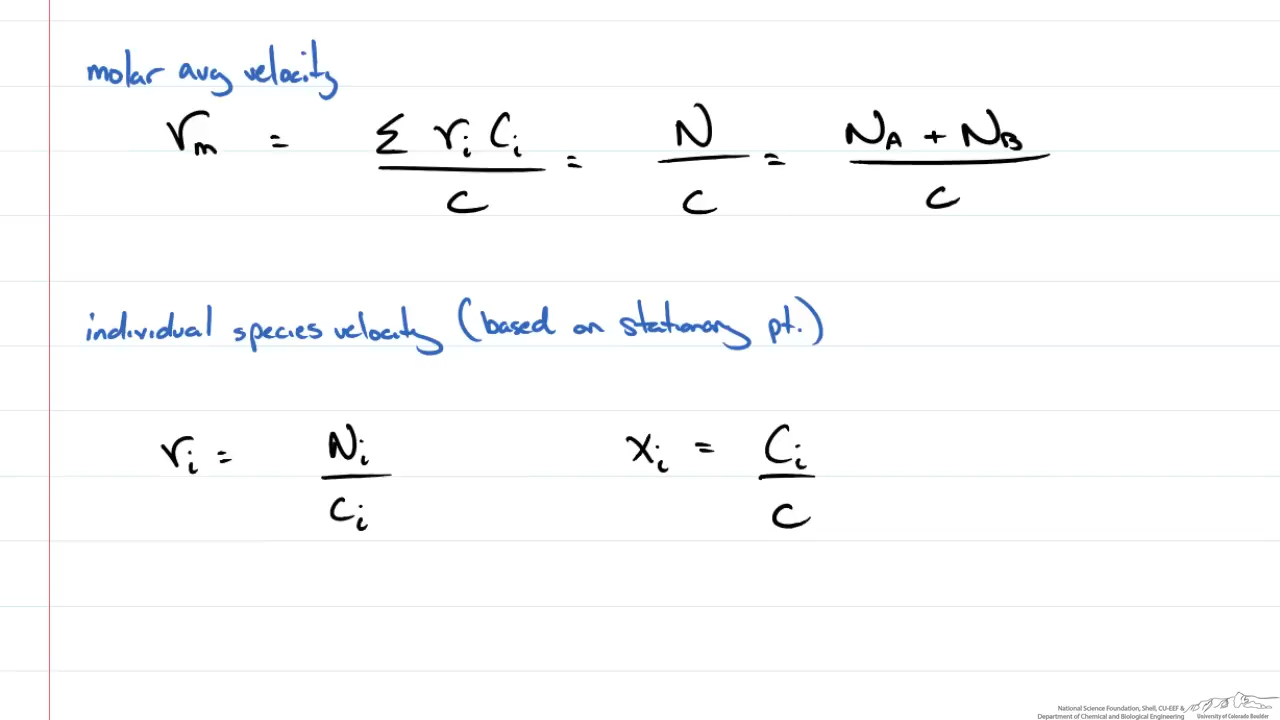 molar avg velocity
v_m = Σ v_i C_i / C = N / C = N_A + N_B / C
individual species velocity (based on stationary pt.)
v_i = N_i / C_i
x_i = C_i / C
National Science Foundation, Shell, CU-EEF &
Department of Chemical and Biological Engineering
University of Colorado Boulder